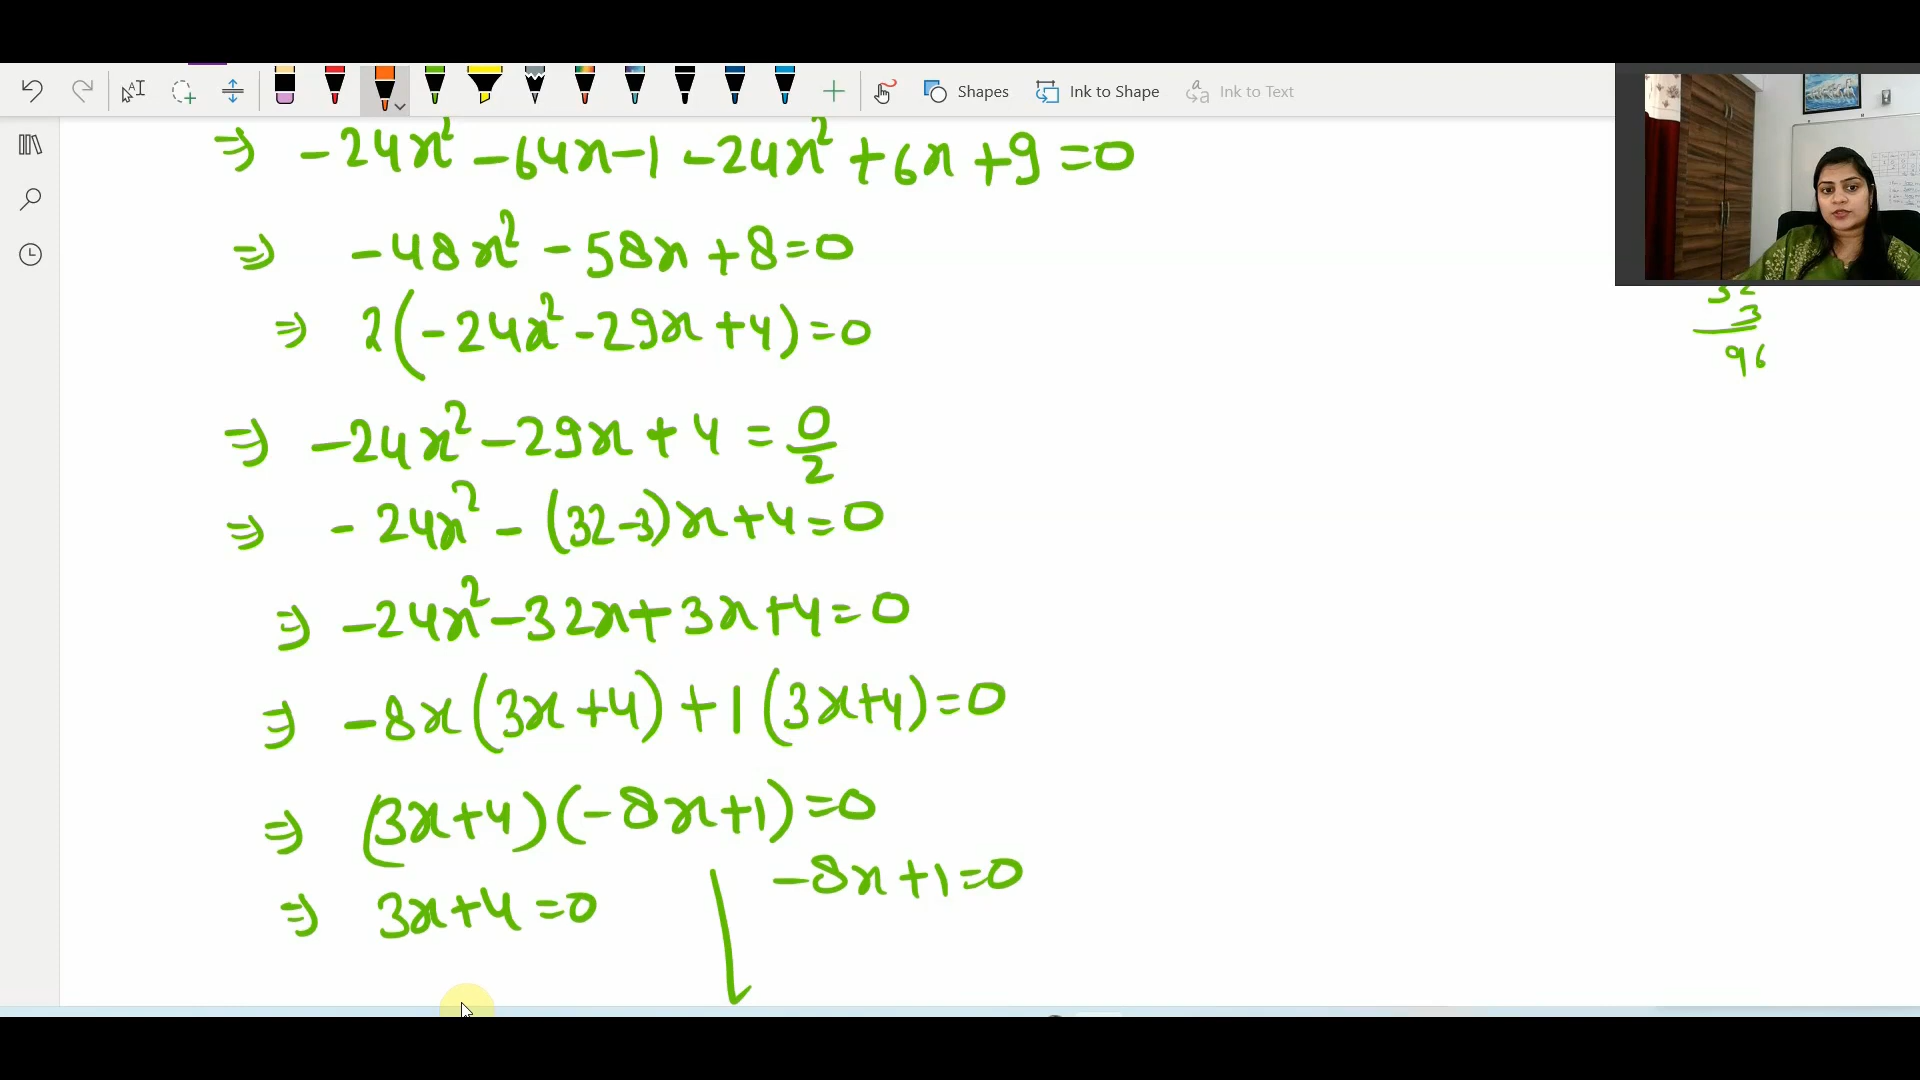 Shapes Ink to Shape Ink to Text
⇒ -24x² -64x-1 -24x² +6x +9 =0
⇒ -48x² - 58x +8=0
⇒ 2(-24x² -29x +4)=0
32
3
96
⇒ -24x² -29x + 4 = 0/2
⇒ - 24x² - (32-3)x+4=0
⇒ -24x² -32x+ 3x+4=0
⇒ -8x(3x+4) +1(3x+4)=0
⇒ (3x+4)(-8x+1)=0
⇒ 3x+4=0 | -8x+1=0